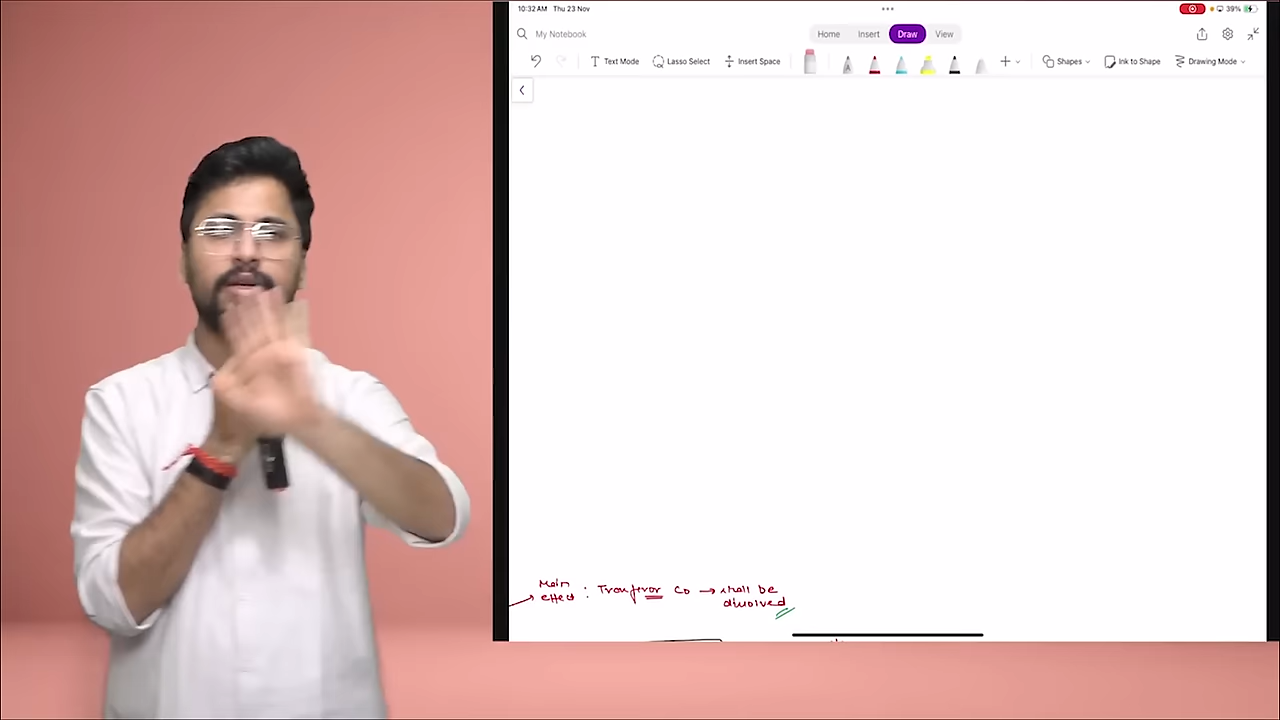 10:32 AM Thu 23 Nov
39%
My Notebook
Home Insert Draw View
Text Mode Lasso Select Insert Space Shapes Ink to Shape Drawing Mode
Main
effect : Transferor Co → shall be
dissolved